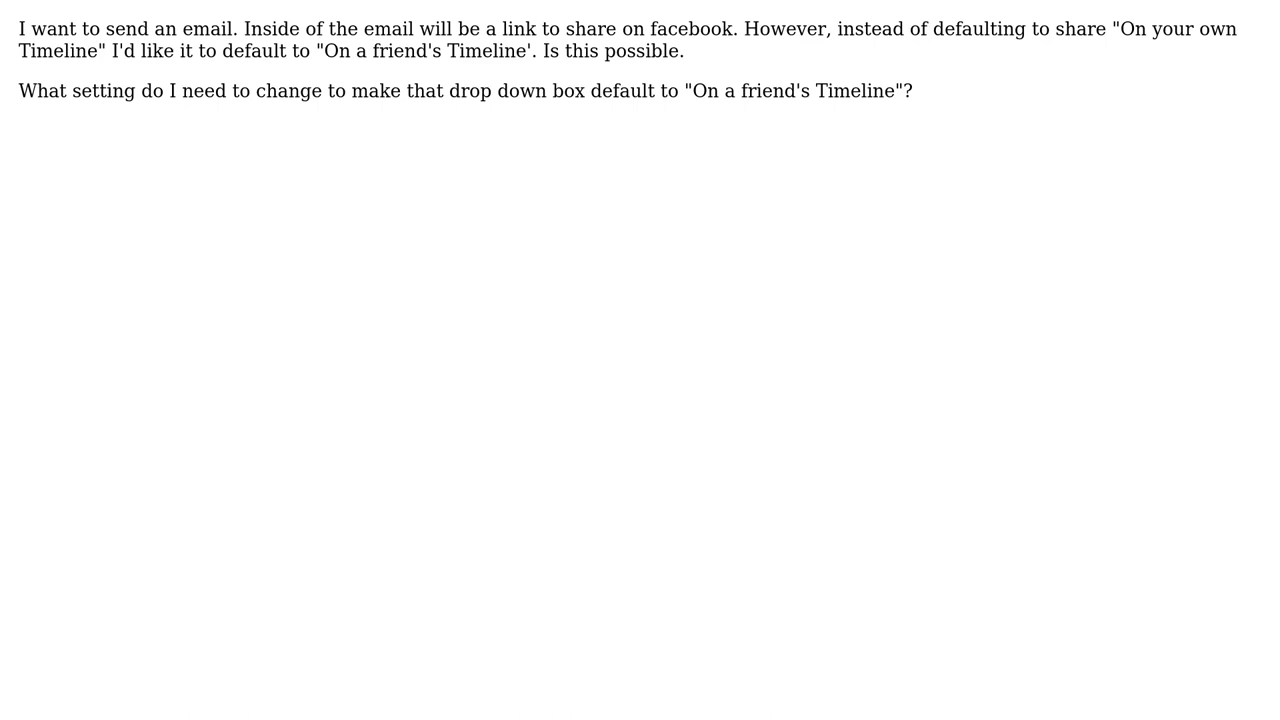 I want to send an email. Inside of the email will be a link to share on facebook. However, instead of defaulting to share "On your own
Timeline" I'd like it to default to "On a friend's Timeline'. Is this possible.
What setting do I need to change to make that drop down box default to "On a friend's Timeline"?